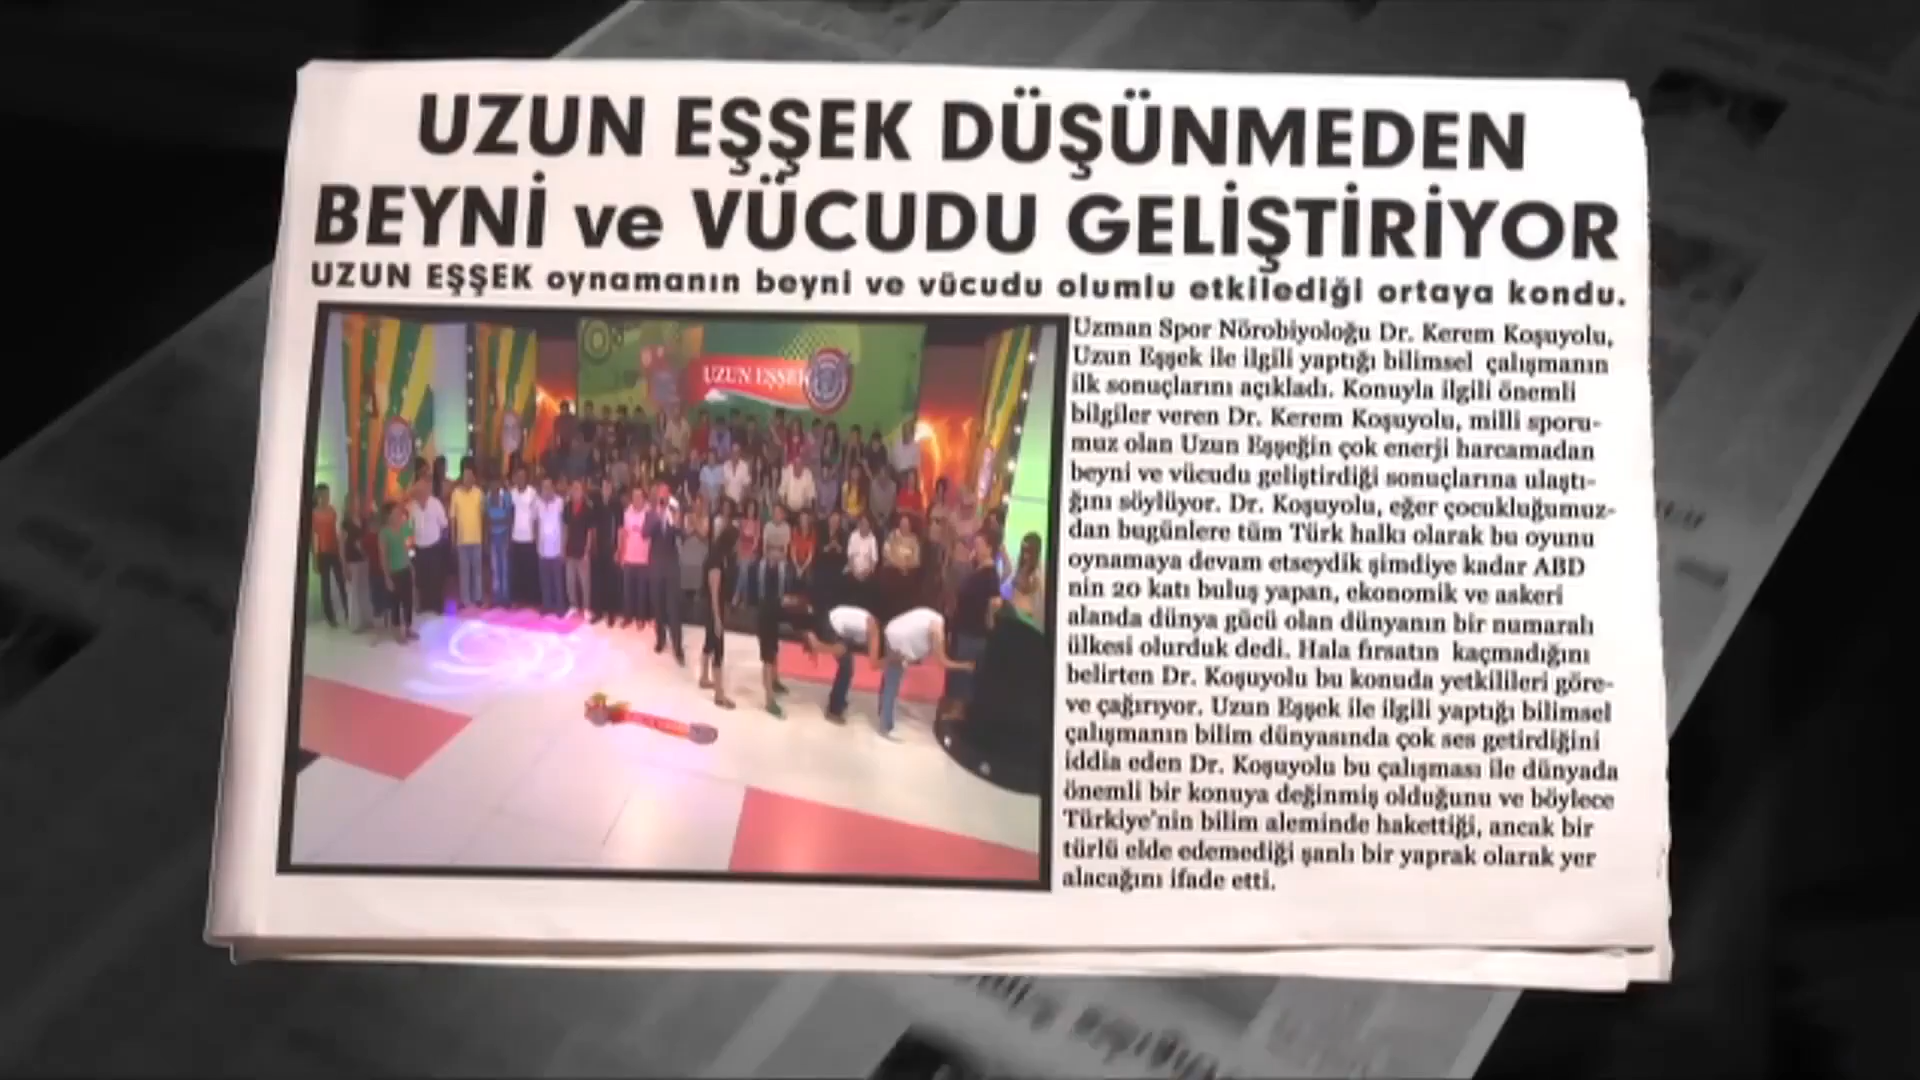 UZUN EŞŞEK DÜŞÜNMEDEN
BEYNİ ve VÜCUDU GELİŞTİRİYOR
UZUN EŞŞEK oynamanın beyni ve vücudu olumlu etkilediği ortaya kondu.
UZUN EŞŞEK
Uzman Spor Nörobiyoloğu Dr. Kerem Koşuyolu,
Uzun Eşşek ile ilgili yaptığı bilimsel çalışmanın
ilk sonuçlarını açıkladı. Konuyla ilgili önemli
bilgiler veren Dr. Kerem Koşuyolu, milli sporu-
muz olan Uzun Eşşeğin çok enerji harcamadan
beyni ve vücudu geliştirdiği sonuçlarına ulaştı-
ğını söylüyor. Dr. Koşuyolu, eğer çocukluğumuz-
dan bugünlere tüm Türk halkı olarak bu oyunu
oynamaya devam etseydik şimdiye kadar ABD
nin 20 katı buluş yapan, ekonomik ve askeri
alanda dünya gücü olan dünyanın bir numaralı
ülkesi olurduk dedi. Hala fırsatın kaçmadığını
belirten Dr. Koşuyolu bu konuda yetkilileri göre-
ve çağırıyor. Uzun Eşşek ile ilgili yaptığı bilimsel
çalışmanın bilim dünyasında çok ses getirdiğini
iddia eden Dr. Koşuyolu bu çalışması ile dünyada
önemli bir konuya değinmiş olduğunu ve böylece
Türkiye'nin bilim aleminde hakettiği, ancak bir
türlü elde edemediği şanlı bir yaprak olarak yer
alacağını ifade etti.